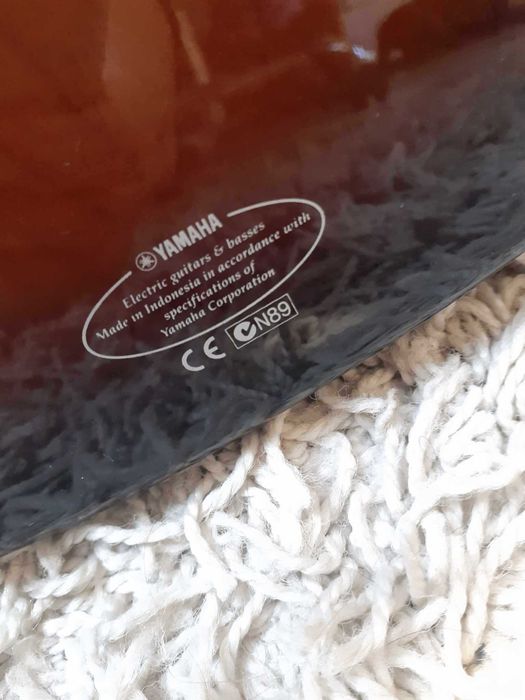 YAMAHA
Electric guitars & basses
Made in Indonesia in accordance with
specifications of
Yamaha Corporation
CE N89